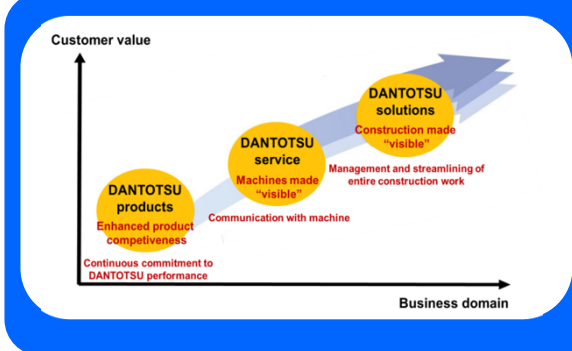 Customer value
DANTOTSU
solutions
Construction made
“visible”
Management and streamlining of
entire construction work
DANTOTSU
service
Machines made
“visible”
Communication with machine
DANTOTSU
products
Enhanced product
competiveness
Continuous commitment to
DANTOTSU performance
Business domain